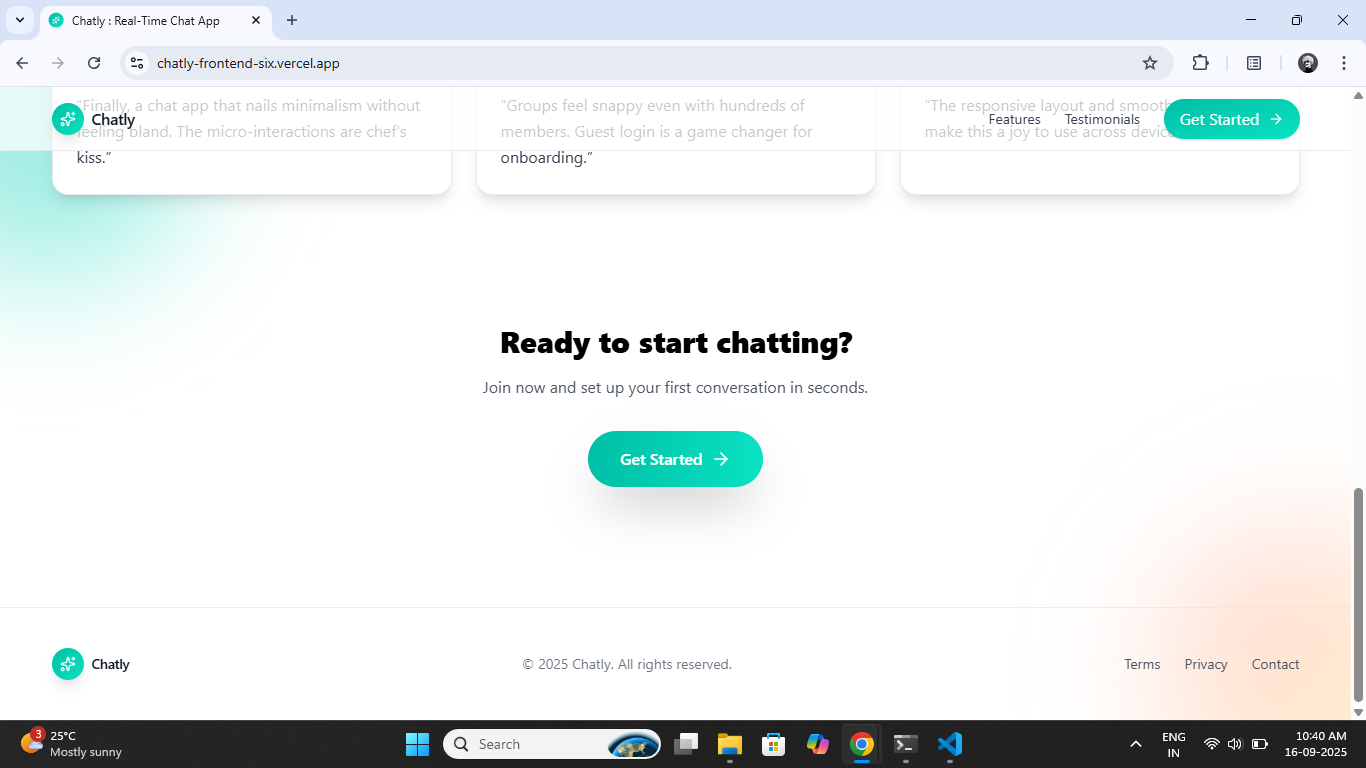 Chatly : Real-Time Chat App
chatly-frontend-six.vercel.app
“Finally, a chat app that nails minimalism without
feeling bland. The micro-interactions are chef's
kiss.”
“Groups feel snappy even with hundreds of
members. Guest login is a game changer for
onboarding.”
“The responsive layout and smooth
make this a joy to use across
Chatly
Features
Testimonials
Get Started
Ready to start chatting?
Join now and set up your first conversation in seconds.
Get Started
Chatly
© 2025 Chatly. All rights reserved.
Terms
Privacy
Contact
3
25°C
Mostly sunny
Search
ENG
IN
10:40 AM
16-09-2025